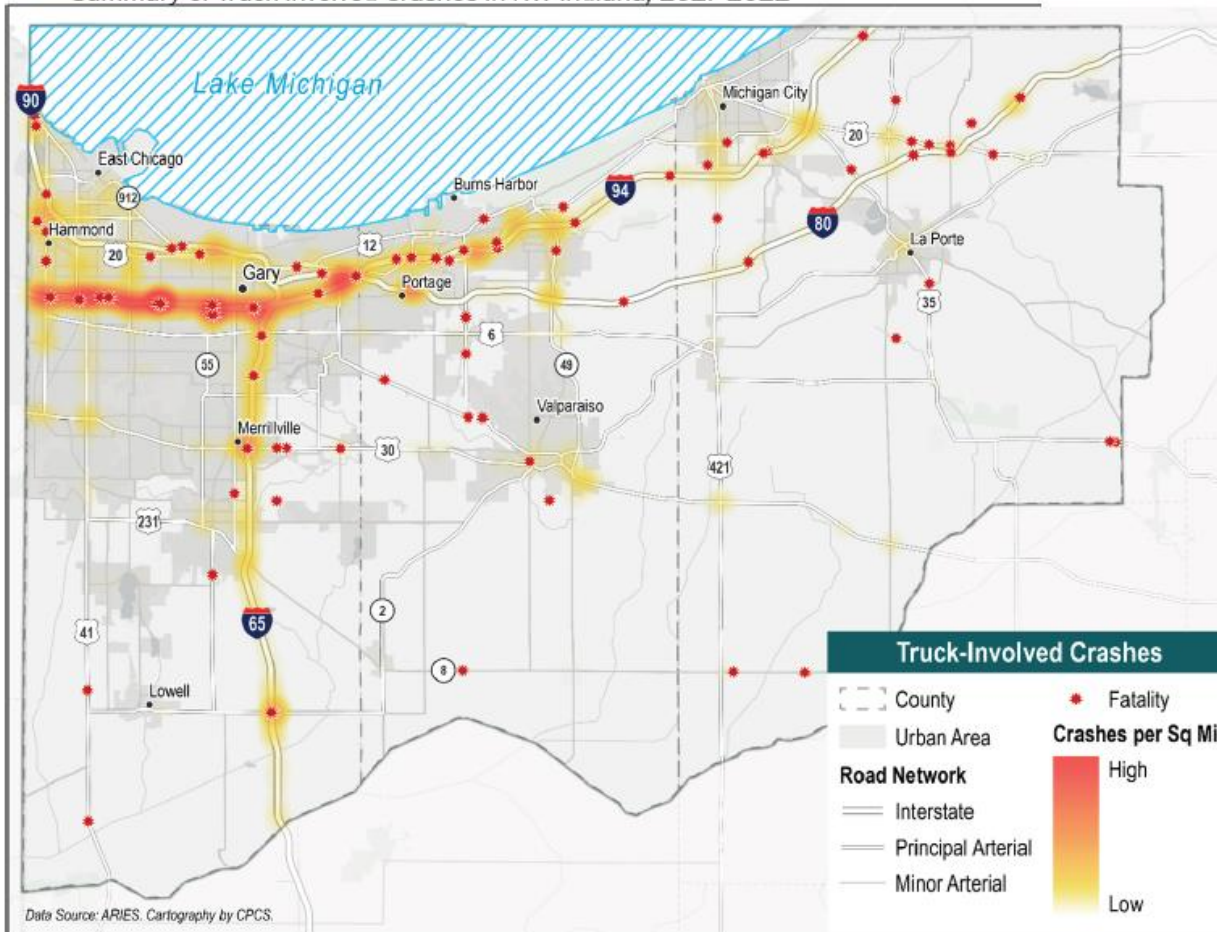 Lake Michigan
90
Michigan City
20
East Chicago
912
Burns Harbor
94
Hammond
20
12
80
La Porte
Gary
Portage
35
6
55
49
Valparaiso
Merrillville
30
421
231
2
65
41
8
Lowell
Truck-Involved Crashes
County
Fatality
Urban Area
Crashes per Sq Mi
Road Network
High
Interstate
Principal Arterial
Minor Arterial
Low
Data Source: ARIES. Cartography by CPCS.